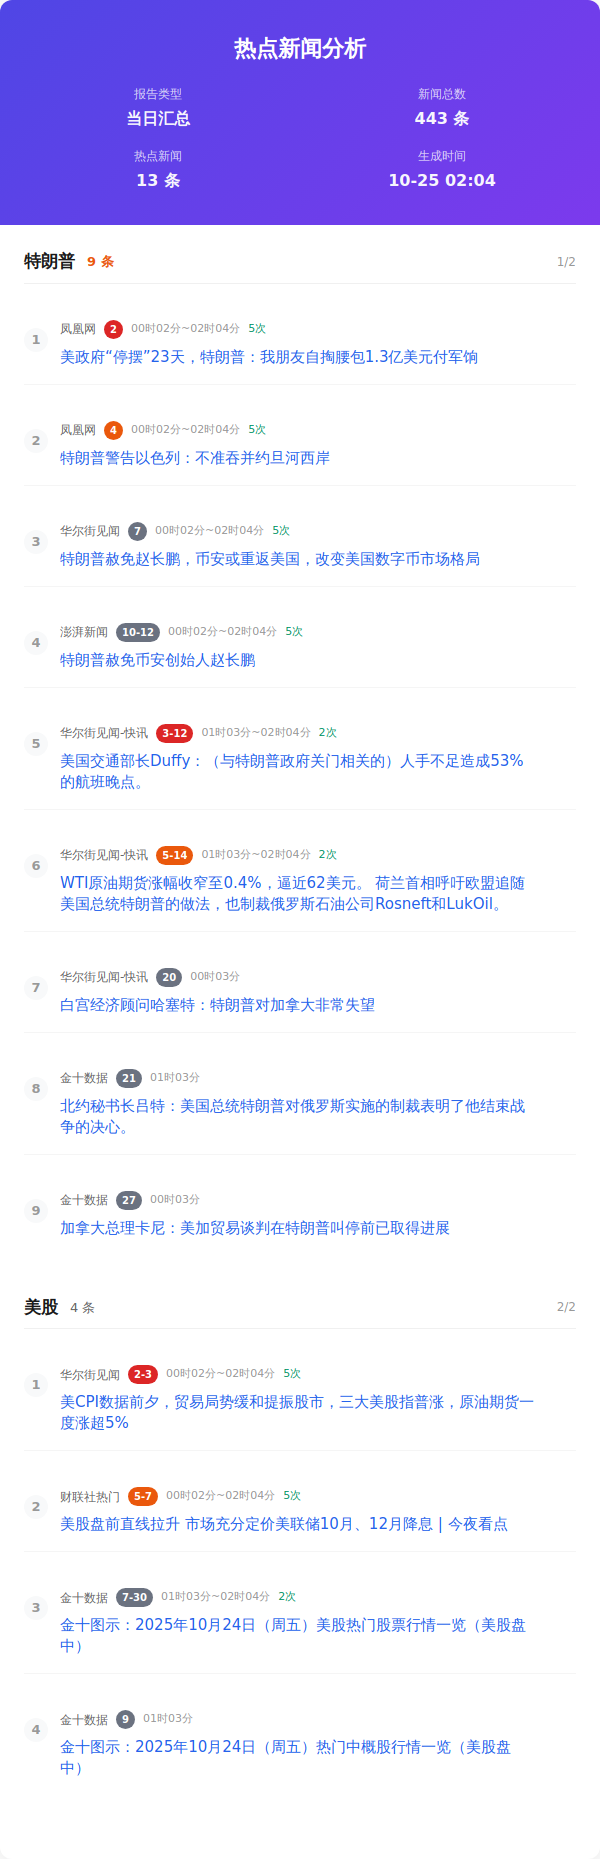 热点新闻分析
报告类型
新闻总数
当日汇总
443 条
热点新闻
生成时间
13 条
10-25 02:04
特朗普 9 条 1/2
1 凤凰网 2 00时02分~02时04分 5次
美政府“停摆”23天，特朗普：我朋友自掏腰包1.3亿美元付军饷
2 凤凰网 4 00时02分~02时04分 5次
特朗普警告以色列：不准吞并约旦河西岸
3 华尔街见闻 7 00时02分~02时04分 5次
特朗普赦免赵长鹏，币安或重返美国，改变美国数字币市场格局
4 澎湃新闻 10-12 00时02分~02时04分 5次
特朗普赦免币安创始人赵长鹏
5 华尔街见闻-快讯 3-12 01时03分~02时04分 2次
美国交通部长Duffy：（与特朗普政府关门相关的）人手不足造成53%
的航班晚点。
6 华尔街见闻-快讯 5-14 01时03分~02时04分 2次
WTI原油期货涨幅收窄至0.4%，逼近62美元。 荷兰首相呼吁欧盟追随
美国总统特朗普的做法，也制裁俄罗斯石油公司Rosneft和LukOil。
7 华尔街见闻-快讯 20 00时03分
白宫经济顾问哈塞特：特朗普对加拿大非常失望
8 金十数据 21 01时03分
北约秘书长吕特：美国总统特朗普对俄罗斯实施的制裁表明了他结束战
争的决心。
9 金十数据 27 00时03分
加拿大总理卡尼：美加贸易谈判在特朗普叫停前已取得进展
美股 4 条 2/2
1 华尔街见闻 2-3 00时02分~02时04分 5次
美CPI数据前夕，贸易局势缓和提振股市，三大美股指普涨，原油期货一
度涨超5%
2 财联社热门 5-7 00时02分~02时04分 5次
美股盘前直线拉升 市场充分定价美联储10月、12月降息 | 今夜看点
3 金十数据 7-30 01时03分~02时04分 2次
金十图示：2025年10月24日（周五）美股热门股票行情一览（美股盘
中）
4 金十数据 9 01时03分
金十图示：2025年10月24日（周五）热门中概股行情一览（美股盘
中）